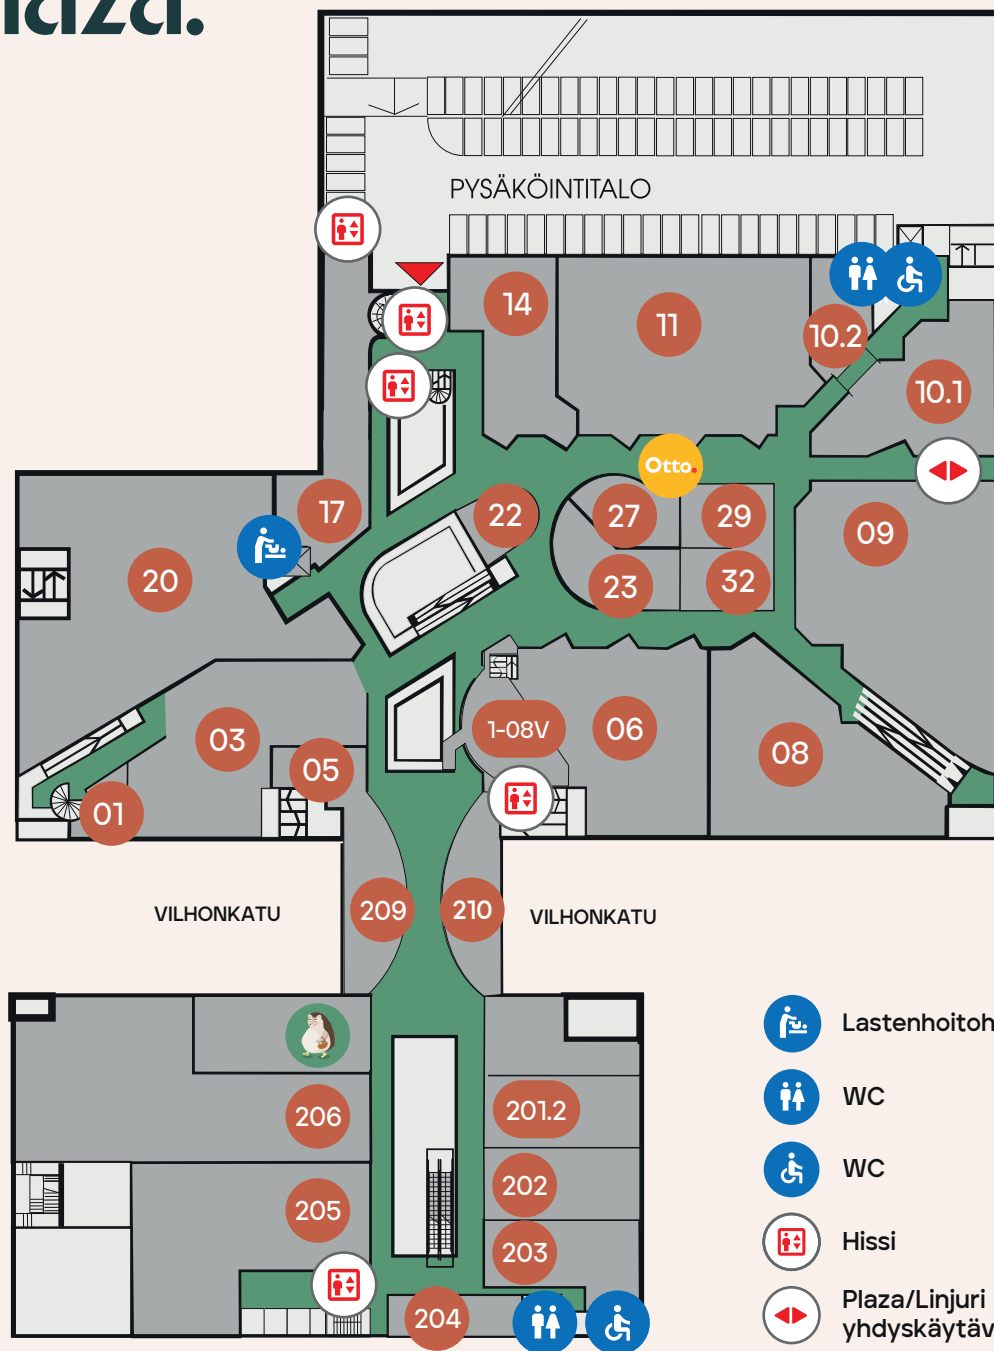 PYSÄKÖINTITALO
14
11
10.2
10.1
Otto.
17
22
27
29
09
20
23
32
03
05
1-08V
06
08
01
209
210
VILHONKATU
VILHONKATU
206
201.2
202
205
203
204
Lastenhoitoh
WC
WC
Hissi
Plaza/Linjuri
yhdyskäytäv